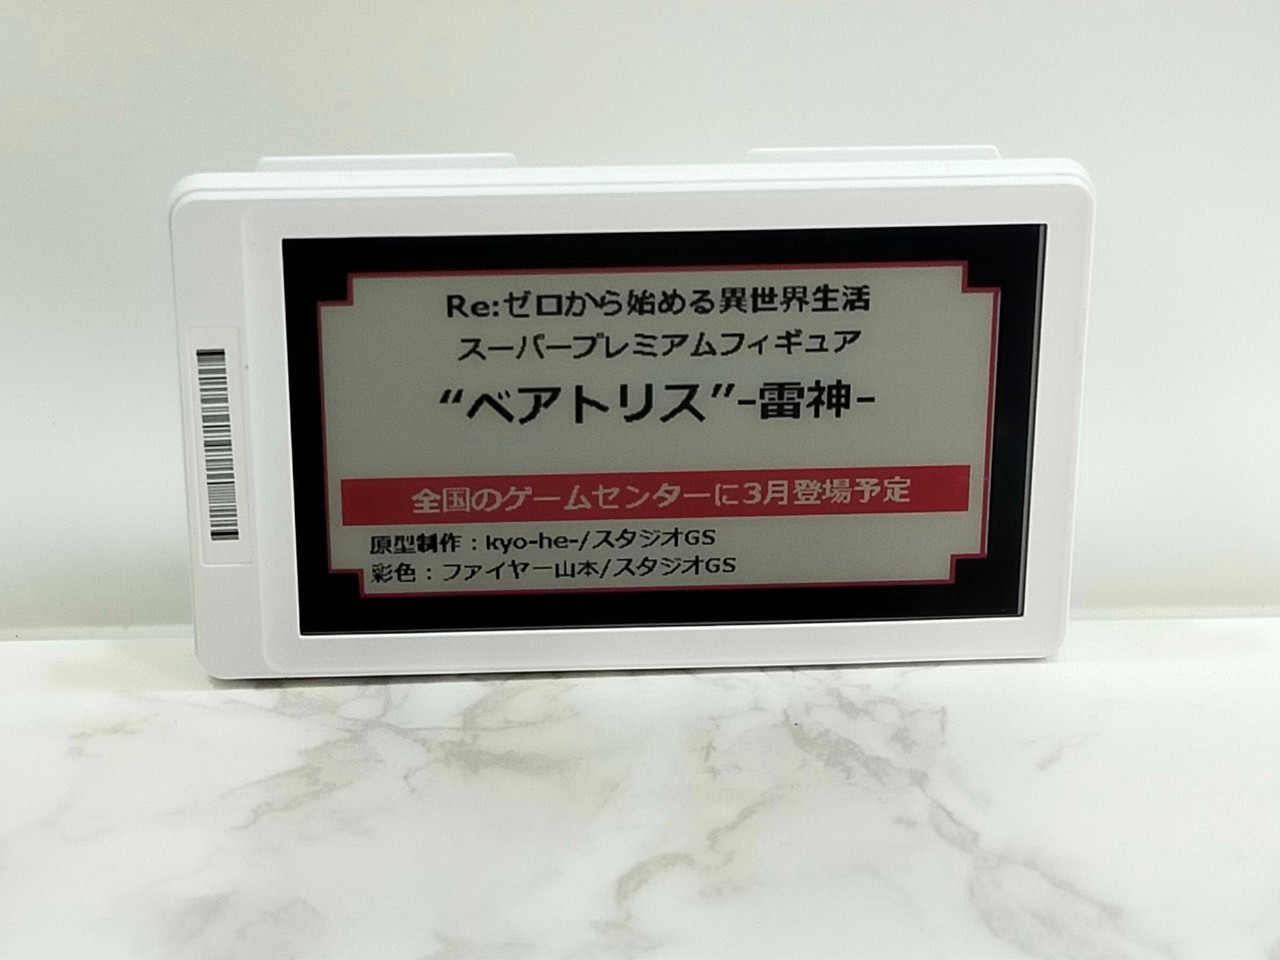 Re:ゼロから始める異世界生活
スーパープレミアムフィギュア
“ベアトリス”-雷神-
全国のゲームセンターに3月登場予定
原型制作：kyo-he-/スタジオGS
彩色：ファイヤー山本/スタジオGS